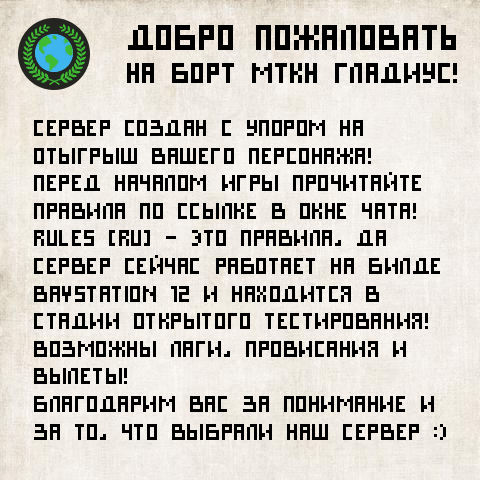 ДОБРО ПОЖАЛОВАТЬ
НА БОРТ МТКН ГЛАДИУС!
СЕРВЕР СОЗДАН С УПОРОМ НА
ОТЫГРЫШ ВАШЕГО ПЕРСОНАЖА!
ПЕРЕД НАЧАЛОМ ИГРЫ ПРОЧИТАЙТЕ
ПРАВИЛА ПО ССЫЛКЕ В ОКНЕ ЧАТА!
RULES [RU] - ЭТО ПРАВИЛА, ДА
СЕРВЕР СЕЙЧАС РАБОТАЕТ НА БИЛДЕ
BAYSTATION 12 И НАХОДИТСЯ В
СТАДИИ ОТКРЫТОГО ТЕСТИРОВАНИЯ!
ВОЗМОЖНЫ ЛАГИ, ПРОВИСАНИЯ И
ВЫЛЕТЫ!
БЛАГОДАРИМ ВАС ЗА ПОНИМАНИЕ И
ЗА ТО, ЧТО ВЫБРАЛИ НАШ СЕРВЕР :)